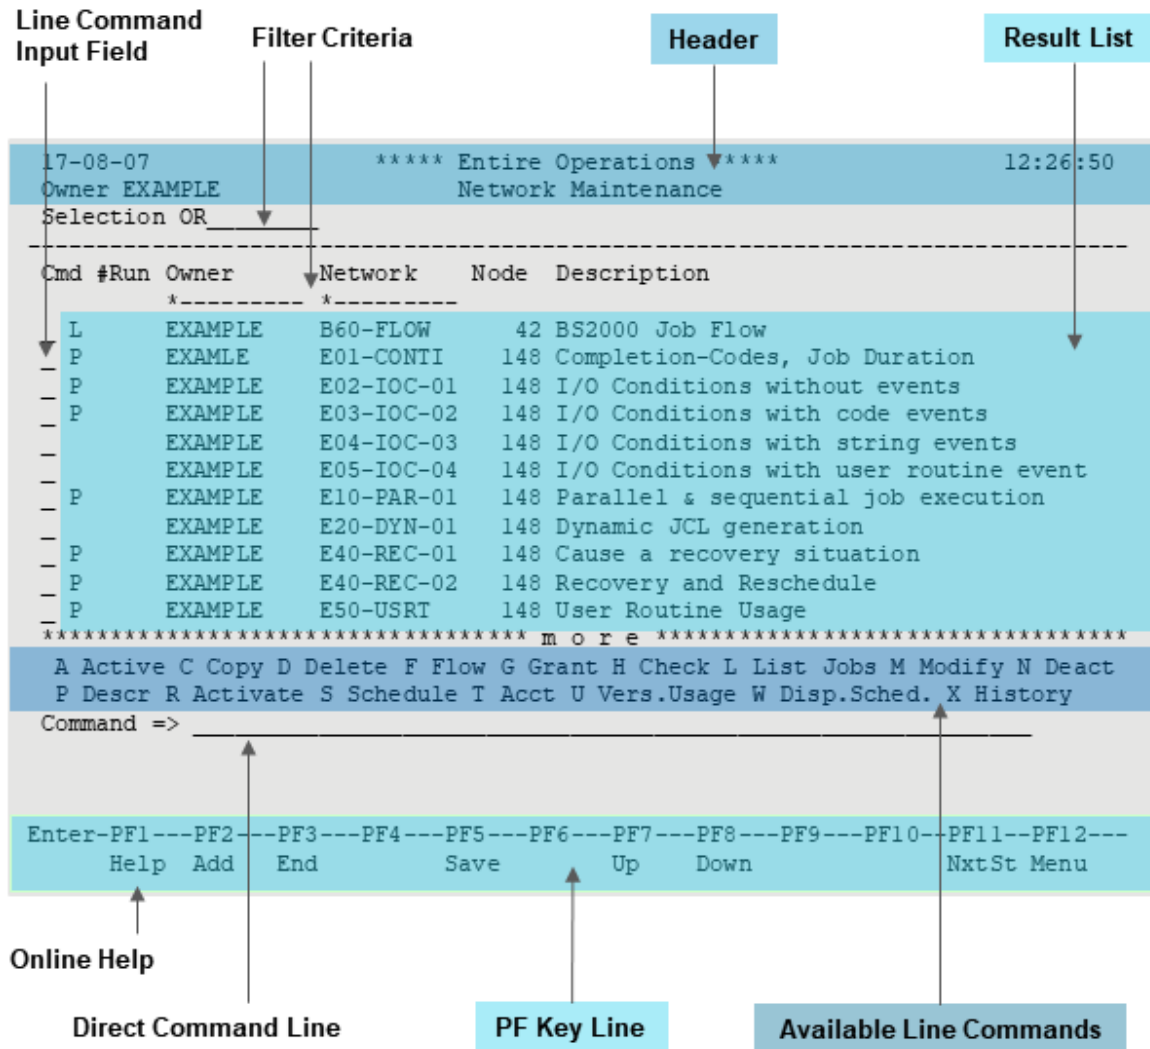 Line Command
Input Field
Filter Criteria
Header
Result List
17-08-07 ***** Entire Operations ***** 12:26:50
Owner EXAMPLE Network Maintenance
Selection OR________
--------------------------------------------------------------------------------
Cmd #Run Owner Network Node Description
*--------- *---------
L EXAMPLE B60-FLOW 42 BS2000 Job Flow
_ P EXAMLE E01-CONTI 148 Completion-Codes, Job Duration
_ P EXAMPLE E02-IOC-01 148 I/O Conditions without events
_ P EXAMPLE E03-IOC-02 148 I/O Conditions with code events
_ EXAMPLE E04-IOC-03 148 I/O Conditions with string events
_ EXAMPLE E05-IOC-04 148 I/O Conditions with user routine event
_ P EXAMPLE E10-PAR-01 148 Parallel & sequential job execution
_ EXAMPLE E20-DYN-01 148 Dynamic JCL generation
_ P EXAMPLE E40-REC-01 148 Cause a recovery situation
_ P EXAMPLE E40-REC-02 148 Recovery and Reschedule
_ P EXAMPLE E50-USRT 148 User Routine Usage
*********************************** m o r e **********************************
A Active C Copy D Delete F Flow G Grant H Check L List Jobs M Modify N Deact
P Descr R Activate S Schedule T Acct U Vers.Usage W Disp.Sched. X History
Command => ____________________________________________________________
Enter-PF1---PF2---PF3---PF4---PF5---PF6---PF7---PF8---PF9---PF10--PF11--PF12---
Help Add End Save Up Down NxtSt Menu
Online Help
Direct Command Line
PF Key Line
Available Line Commands